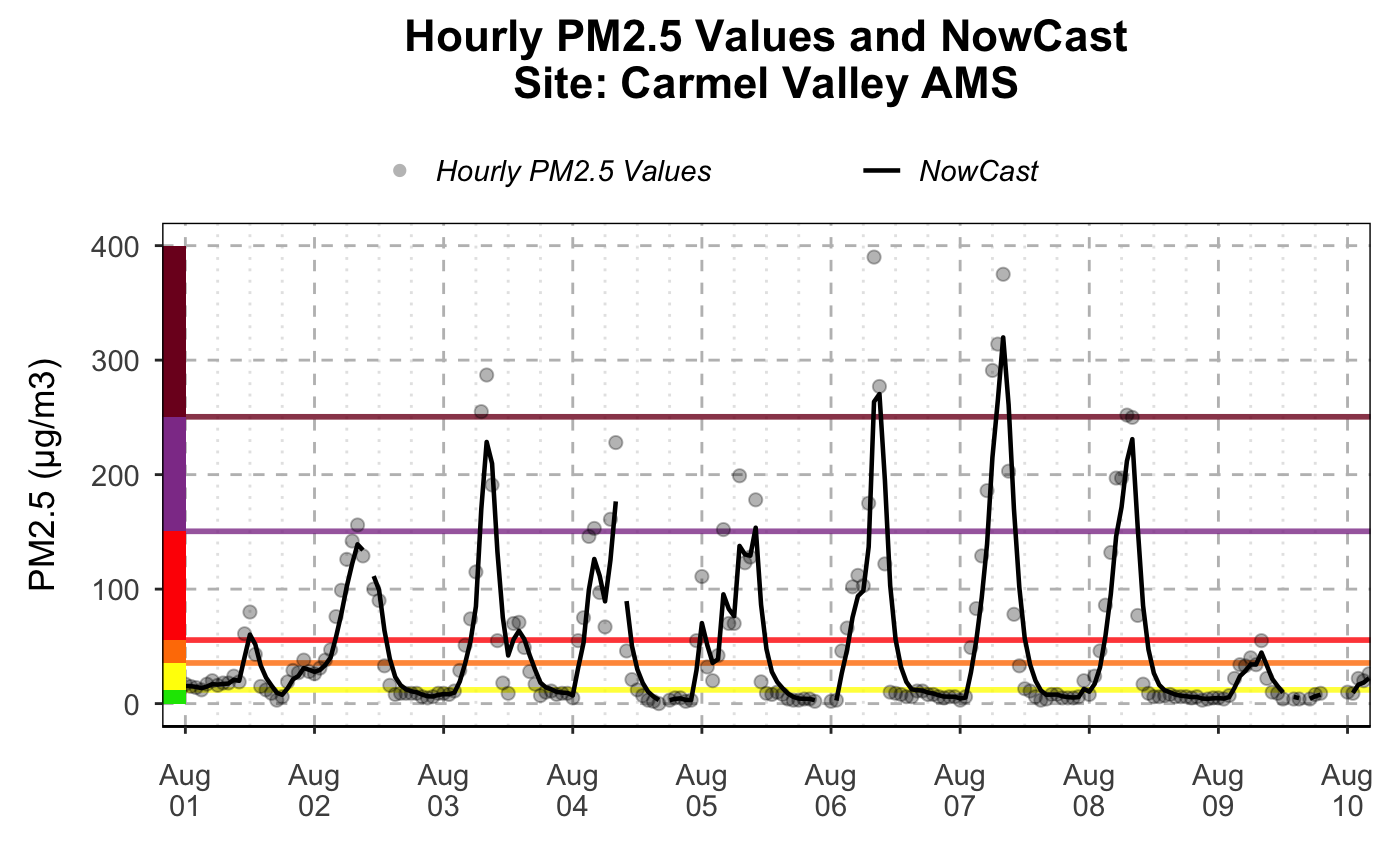 Hourly PM2.5 Values and NowCast
Site: Carmel Valley AMS
Hourly PM2.5 Values NowCast
PM2.5 (µg/m3)
400
300
200
100
0
Aug Aug Aug Aug Aug Aug Aug Aug Aug Aug
01 02 03 04 05 06 07 08 09 10